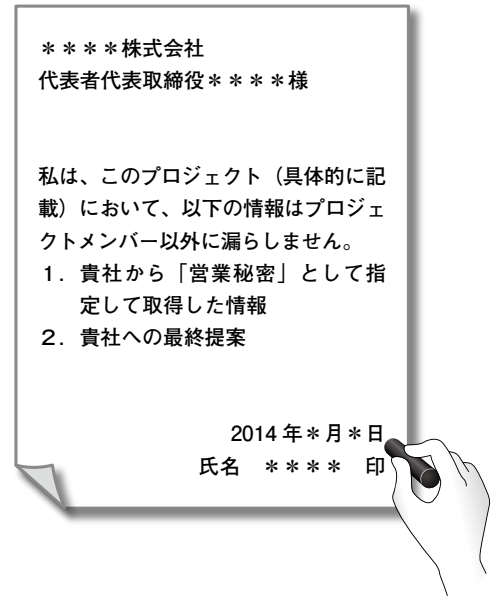 ＊＊＊＊株式会社
代表者代表取締役＊＊＊＊様
私は、このプロジェクト（具体的に記
載）において、以下の情報はプロジェ
クトメンバー以外に漏らしません。
１．貴社から「営業秘密」として指
定して取得した情報
２．貴社への最終提案
2014年＊月＊日
氏名　＊＊＊＊　印